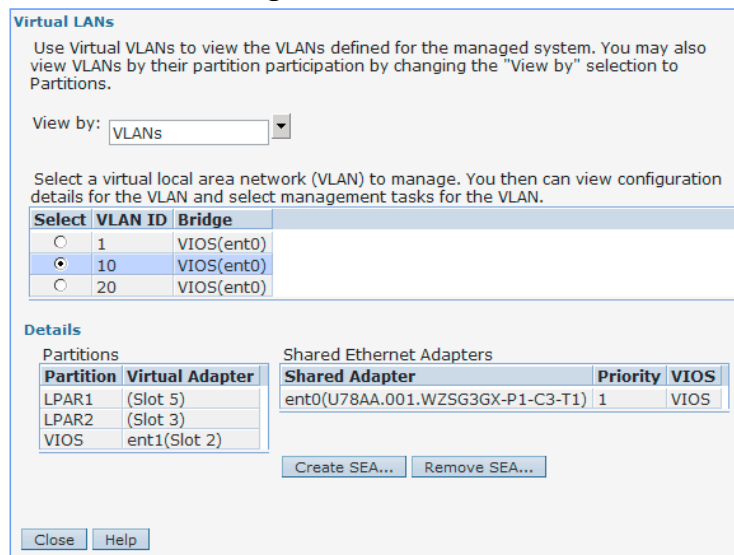 Virtual LANs
Use Virtual VLANs to view the VLANs defined for the managed system. You may also
view VLANs by their partition participation by changing the "View by" selection to
Partitions.
View by: VLANs
Select a virtual local area network (VLAN) to manage. You then can view configuration
details for the VLAN and select management tasks for the VLAN.
Select VLAN ID Bridge
1 VIOS(ent0)
10 VIOS(ent0)
20 VIOS(ent0)
Details
Partitions
Partition Virtual Adapter
LPAR1 (Slot 5)
LPAR2 (Slot 3)
VIOS ent1(Slot 2)
Shared Ethernet Adapters
Shared Adapter Priority VIOS
ent0(U78AA.001.WZSG3GX-P1-C3-T1) 1 VIOS
Create SEA... Remove SEA...
Close Help